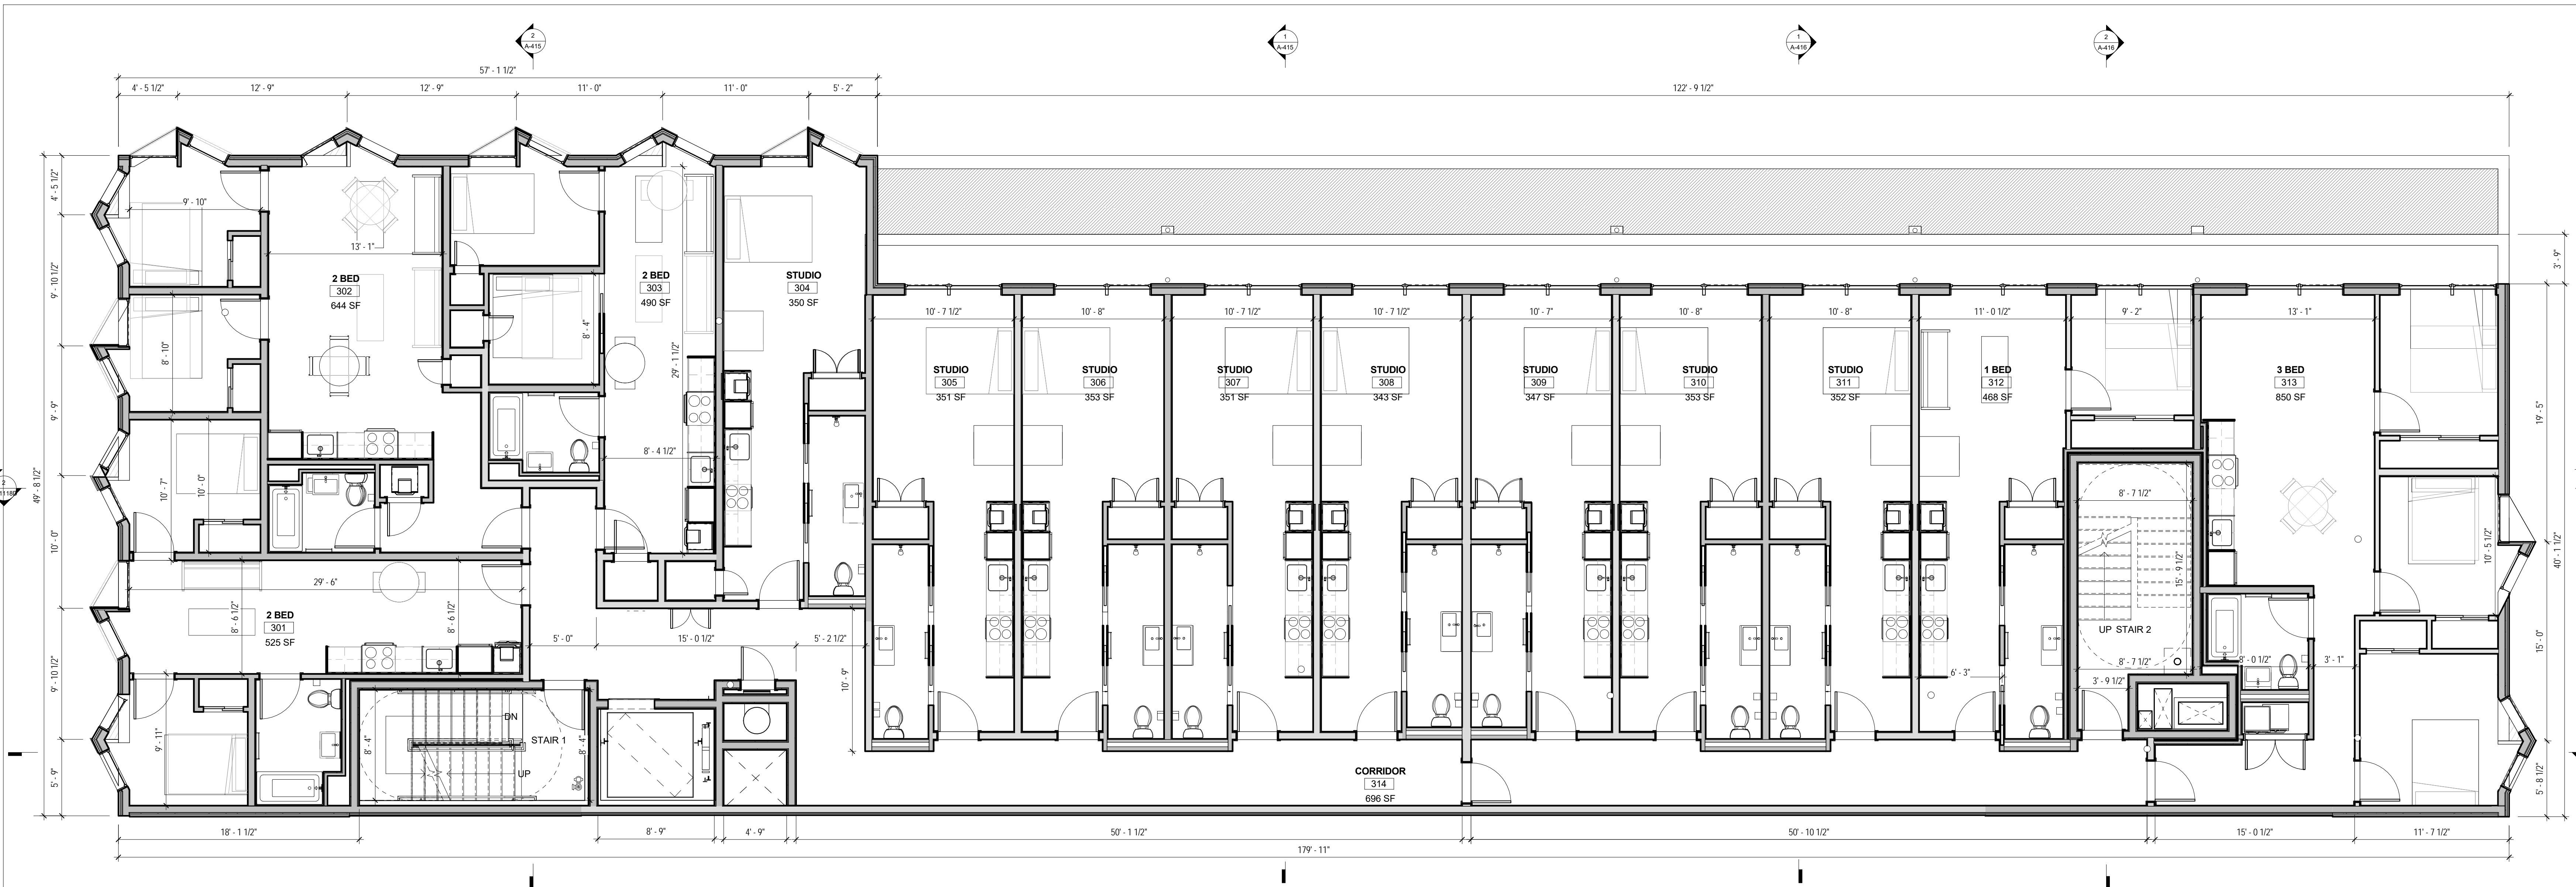 2
A-415
1
A-415
1
A-416
2
A-416
57' - 1 1/2"
4' - 5 1/2"
12' - 9"
12' - 9"
11' - 0"
11' - 0"
5' - 2"
122' - 9 1/2"
4' - 5 1/2"
9' - 10 1/2"
9' - 9"
10' - 0"
9' - 10 1/2"
5' - 9"
49' - 8 1/2"
2
9' - 10"
13' - 1"
2 BED
302
644 SF
8' - 10"
10' - 7"
10' - 0"
2 BED
303
490 SF
8' - 4"
29' - 1 1/2"
8' - 4 1/2"
STUDIO
304
350 SF
10' - 7 1/2"
STUDIO
305
351 SF
10' - 8"
STUDIO
306
353 SF
10' - 7 1/2"
STUDIO
307
351 SF
10' - 7 1/2"
STUDIO
308
343 SF
10' - 7"
STUDIO
309
347 SF
10' - 8"
STUDIO
310
353 SF
10' - 8"
STUDIO
311
352 SF
11' - 0 1/2"
1 BED
312
468 SF
9' - 2"
13' - 1"
3 BED
313
850 SF
3' - 9"
19' - 5"
40' - 1 1/2"
15' - 0"
5' - 8 1/2"
10' - 5 1/2"
8' - 7 1/2"
15' - 9 1/2"
UP STAIR 2
8' - 7 1/2"
3' - 9 1/2"
8' - 0 1/2"
3' - 1"
6' - 3"
29' - 6"
2 BED
301
525 SF
8' - 6 1/2"
8' - 6 1/2"
5' - 0"
15' - 0 1/2"
5' - 2 1/2"
10' - 9"
9' - 11"
8' - 4"
DN
STAIR 1
UP
8' - 4"
CORRIDOR
314
696 SF
18' - 1 1/2"
8' - 9"
4' - 9"
50' - 1 1/2"
50' - 10 1/2"
15' - 0 1/2"
11' - 7 1/2"
179' - 11"